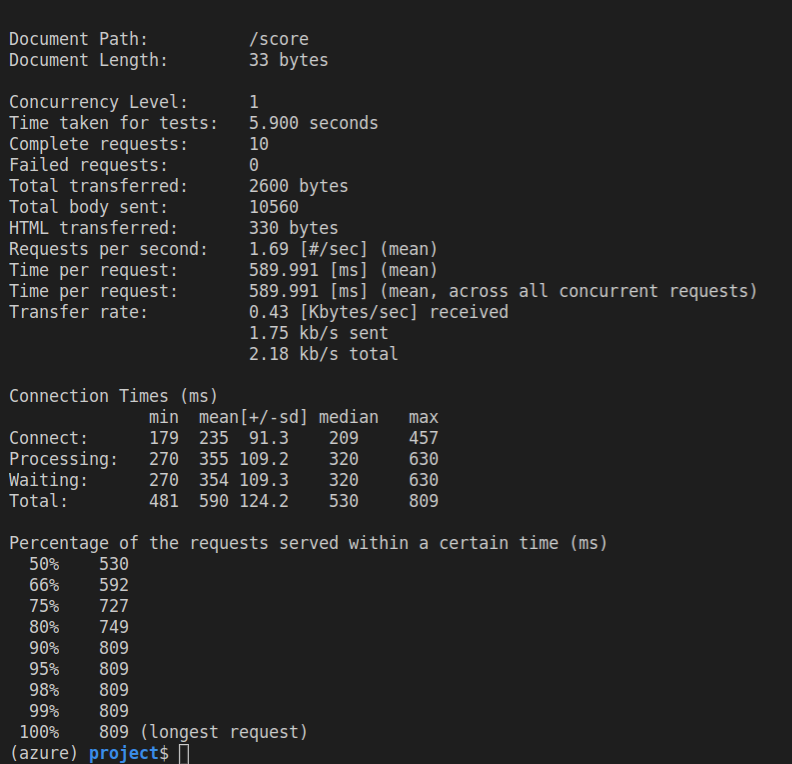 Document Path:          /score
Document Length:        33 bytes

Concurrency Level:      1
Time taken for tests:   5.900 seconds
Complete requests:      10
Failed requests:        0
Total transferred:      2600 bytes
Total body sent:        10560
HTML transferred:       330 bytes
Requests per second:    1.69 [#/sec] (mean)
Time per request:       589.991 [ms] (mean)
Time per request:       589.991 [ms] (mean, across all concurrent requests)
Transfer rate:          0.43 [Kbytes/sec] received
                        1.75 kb/s sent
                        2.18 kb/s total

Connection Times (ms)
              min  mean[+/-sd] median   max
Connect:      179  235  91.3    209     457
Processing:   270  355 109.2    320     630
Waiting:      270  354 109.3    320     630
Total:        481  590 124.2    530     809

Percentage of the requests served within a certain time (ms)
  50%    530
  66%    592
  75%    727
  80%    749
  90%    809
  95%    809
  98%    809
  99%    809
 100%    809 (longest request)
(azure) project$